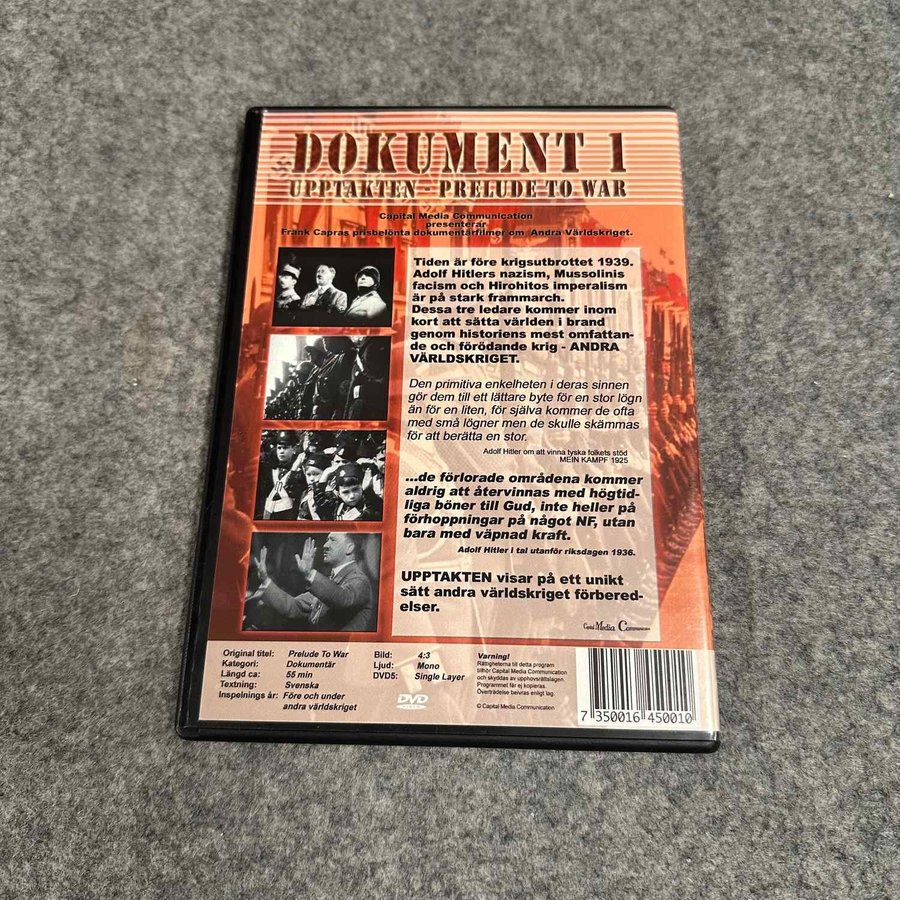 DOKUMENT 1
UPPTAKTEN - PRELUDE TO WAR
Capital Media Communication
presenterar
Frank Capras prisbelönta dokumentärfilmer om Andra Världskriget.
Tiden är före krigsutbrottet 1939.
Adolf Hitlers nazism, Mussolinis
facism och Hirohitos imperalism
är på stark frammarch.
Dessa tre ledare kommer inom
kort att sätta världen i brand
genom historiens mest omfattan-
de och förödande krig - ANDRA
VÄRLDSKRIGET.
Den primitiva enkelheten i deras sinnen
gör dem till ett lättare byte för en stor lögn
än för en liten, för själva kommer de ofta
med små lögner men de skulle skämmas
för att berätta en stor.
Adolf Hitler om att vinna tyska folkets stöd
MEIN KAMPF 1925
...de förlorade områdena kommer
aldrig att återvinnas med högtid-
liga böner till Gud, inte heller på
förhoppningar på något NF, utan
bara med väpnad kraft.
Adolf Hitler i tal utanför riksdagen 1936.
UPPTAKTEN visar på ett unikt
sätt andra världskriget förbered-
elser.
Capital Media Communication
Original titel: Prelude To War
Kategori: Dokumentär
Längd ca: 55 min
Textning: Svenska
Inspelnings år: Före och under
andra världskriget
Bild: 4:3
Ljud: Mono
DVD5: Single Layer
DVD
VIDEO
Varning!
Rättigheterna till detta program
tillhör Capital Media Communication
och skyddas av upphovsrättslagen.
Programmet får ej kopieras.
Överträdelse beivras enligt lag.
© Capital Media Communication
7 350016 450010